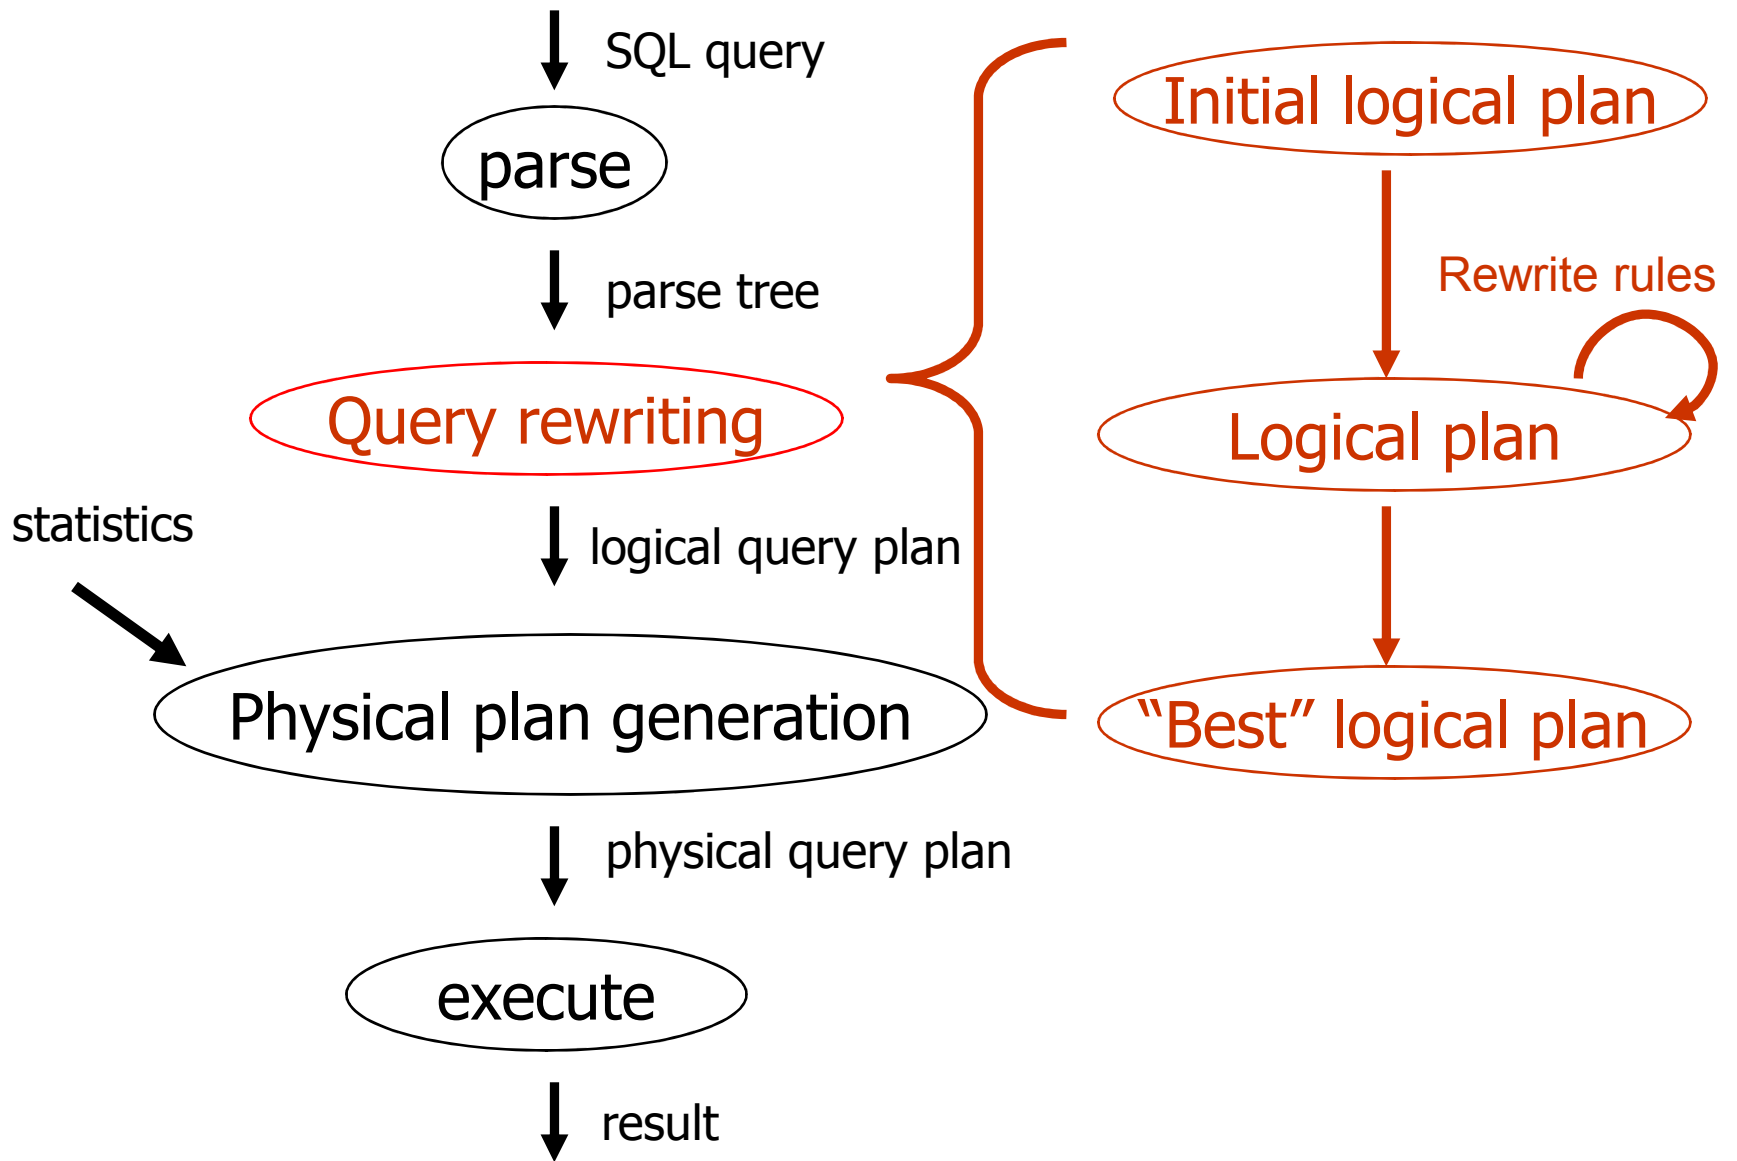 SQL query
parse
parse tree
Query rewriting
statistics
logical query plan
Physical plan generation
physical query plan
execute
result
Initial logical plan
Rewrite rules
Logical plan
“Best” logical plan